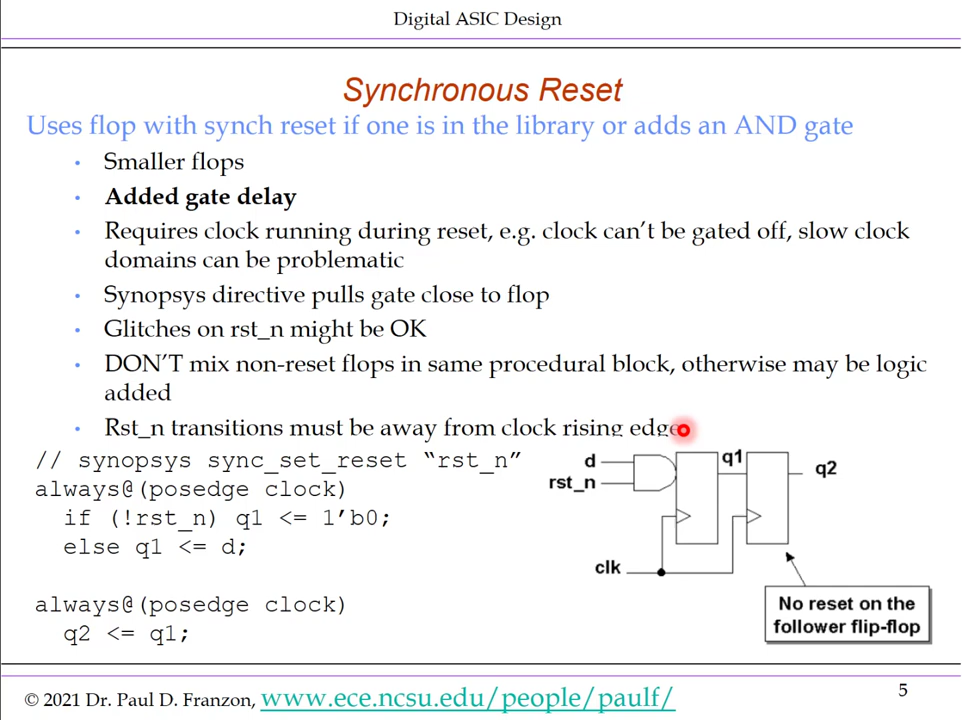 Digital ASIC Design
Synchronous Reset
Uses flop with synch reset if one is in the library or adds an AND gate
• Smaller flops
• Added gate delay
• Requires clock running during reset, e.g. clock can't be gated off, slow clock
domains can be problematic
• Synopsys directive pulls gate close to flop
• Glitches on rst_n might be OK
• DON'T mix non-reset flops in same procedural block, otherwise may be logic
added
• Rst_n transitions must be away from clock rising edge
// synopsys sync_set_reset “rst_n”
always@(posedge clock)
if (!rst_n) q1 <= 1’b0;
else q1 <= d;
always@(posedge clock)
q2 <= q1;
d
rst_n
q1
q2
clk
No reset on the
follower flip-flop
© 2021 Dr. Paul D. Franzon, www.ece.ncsu.edu/people/paulf/
5